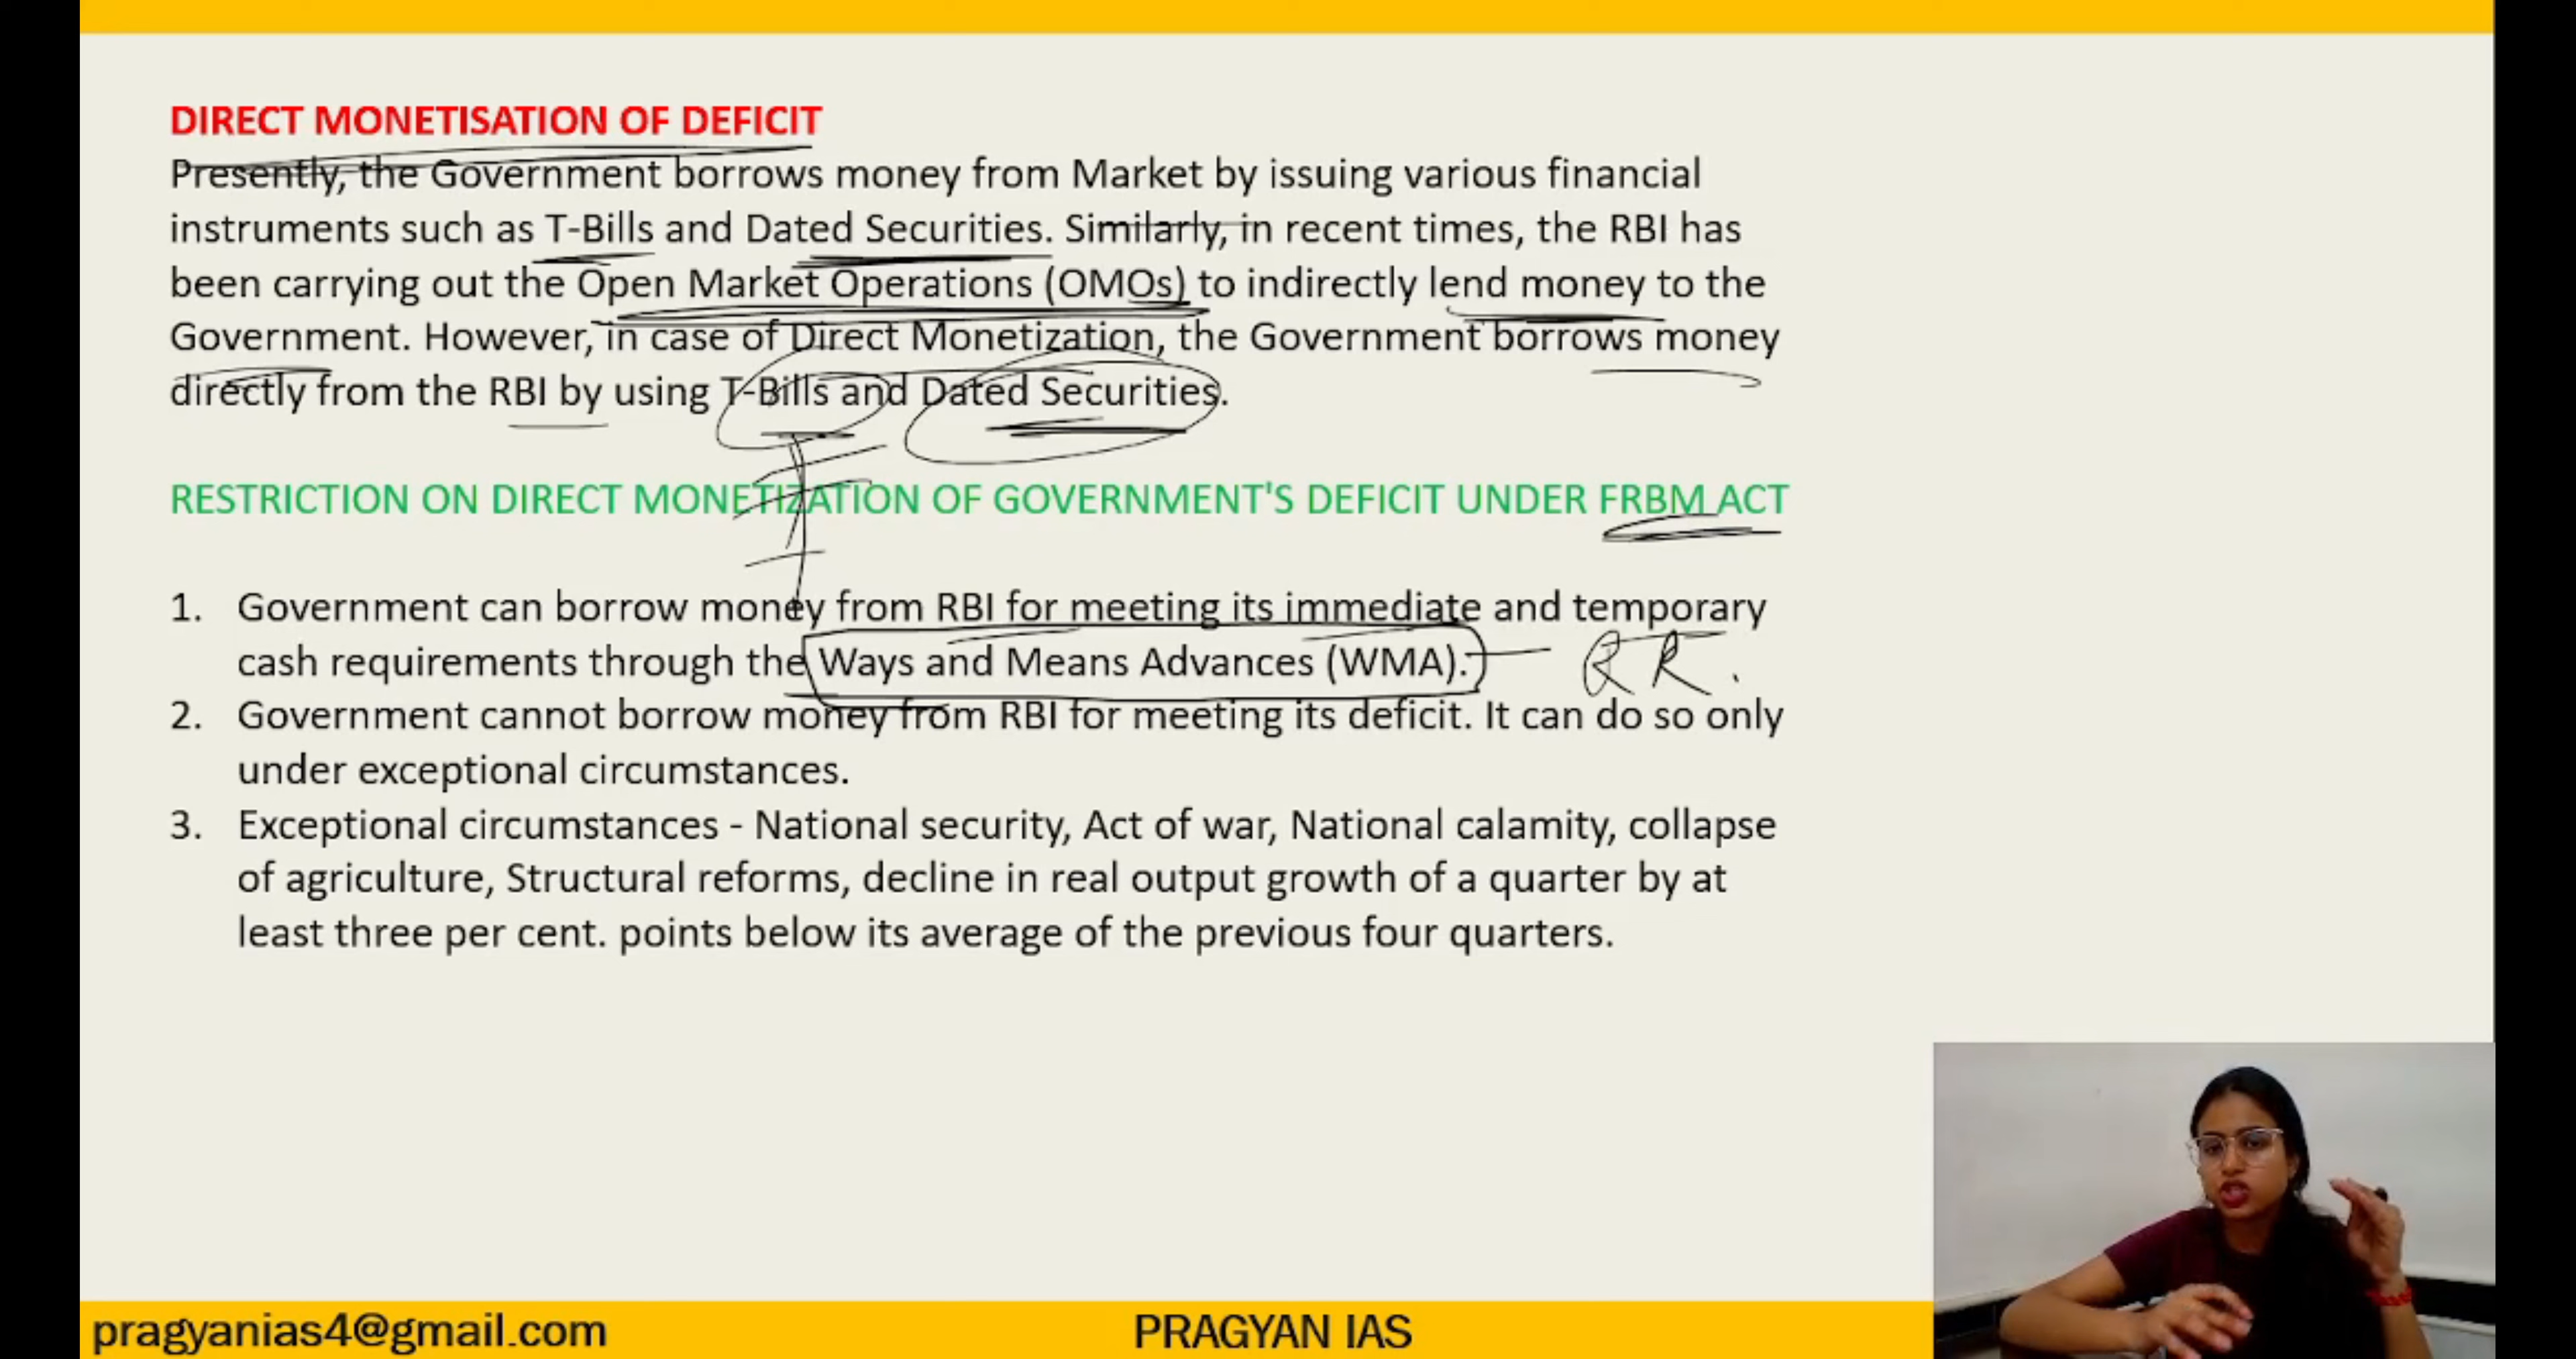 DIRECT MONETISATION OF DEFICIT
Presently, the Government borrows money from Market by issuing various financial
instruments such as T-Bills and Dated Securities. Similarly, in recent times, the RBI has
been carrying out the Open Market Operations (OMOs) to indirectly lend money to the
Government. However, in case of Direct Monetization, the Government borrows money
directly from the RBI by using T-Bills and Dated Securities.
RESTRICTION ON DIRECT MONETIZATION OF GOVERNMENT'S DEFICIT UNDER FRBM ACT
1. Government can borrow money from RBI for meeting its immediate and temporary
cash requirements through the Ways and Means Advances (WMA).
RR.
2. Government cannot borrow money from RBI for meeting its deficit. It can do so only
under exceptional circumstances.
3. Exceptional circumstances - National security, Act of war, National calamity, collapse
of agriculture, Structural reforms, decline in real output growth of a quarter by at
least three per cent. points below its average of the previous four quarters.
pragyanias4@gmail.com
PRAGYAN IAS